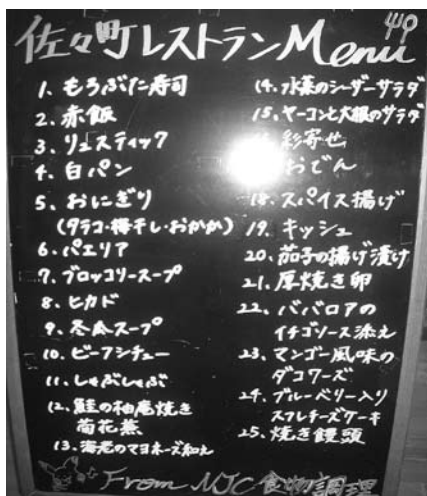 佐々町レストランMenu
1. もろぶた寿司
2. 赤飯
3. リュスティック
4. 白パン
5. おにぎり
(タラコ・梅干し・おかか)
6. パエリア
7. ブロッコリースープ
8. ヒカド
9. 冬瓜スープ
10. ビーフシチュー
11. しゃぶしゃぶ
12. 鮭の柚庵焼き
菊花蕪
13. 海老のマヨネーズ和え
14. 水菜のシーザーサラダ
15. ヤーコンと大根のサラダ
彩寄せ
おでん
18. スパイス揚げ
19. キッシュ
20. 茄子の揚げ漬け
21. 厚焼き卵
22. ババロアの
イチゴソース添え
23. マンゴー風味の
ダコワーズ
24. ブルーベリー入り
スフレチーズケーキ
25. 焼き饅頭
From NJC 食物調理